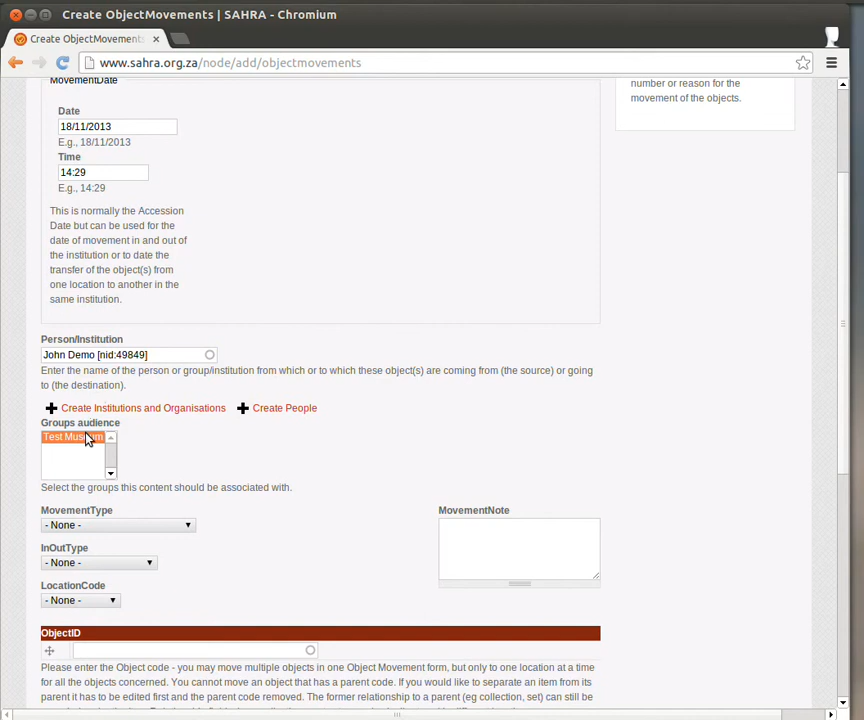 Create ObjectMovements | SAHRA - Chromium
Create ObjectMovements
www.sahra.org.za/node/add/objectmovements
MovementDate
number or reason for the
movement of the objects.
Date
18/11/2013
E.g., 18/11/2013
Time
14:29
E.g., 14:29
This is normally the Accession
Date but can be used for the
date of movement in and out of
the institution or to date the
transfer of the object(s) from
one location to another in the
same institution.
Person/Institution
John Demo [nid:49849]
Enter the name of the person or group/institution from which or to which these object(s) are coming from (the source) or going
to (the destination).
Create Institutions and Organisations
Create People
Groups audience
Test Museum
Select the groups this content should be associated with.
MovementType
- None -
MovementNote
InOutType
- None -
LocationCode
- None -
ObjectID
Please enter the Object code - you may move multiple objects in one Object Movement form, but only to one location at a time
for all the objects concerned. You cannot move an object that has a parent code. If you would like to separate an item from its
parent it has to be edited first and the parent code removed. The former relationship to a parent (eg collection, set) can still be